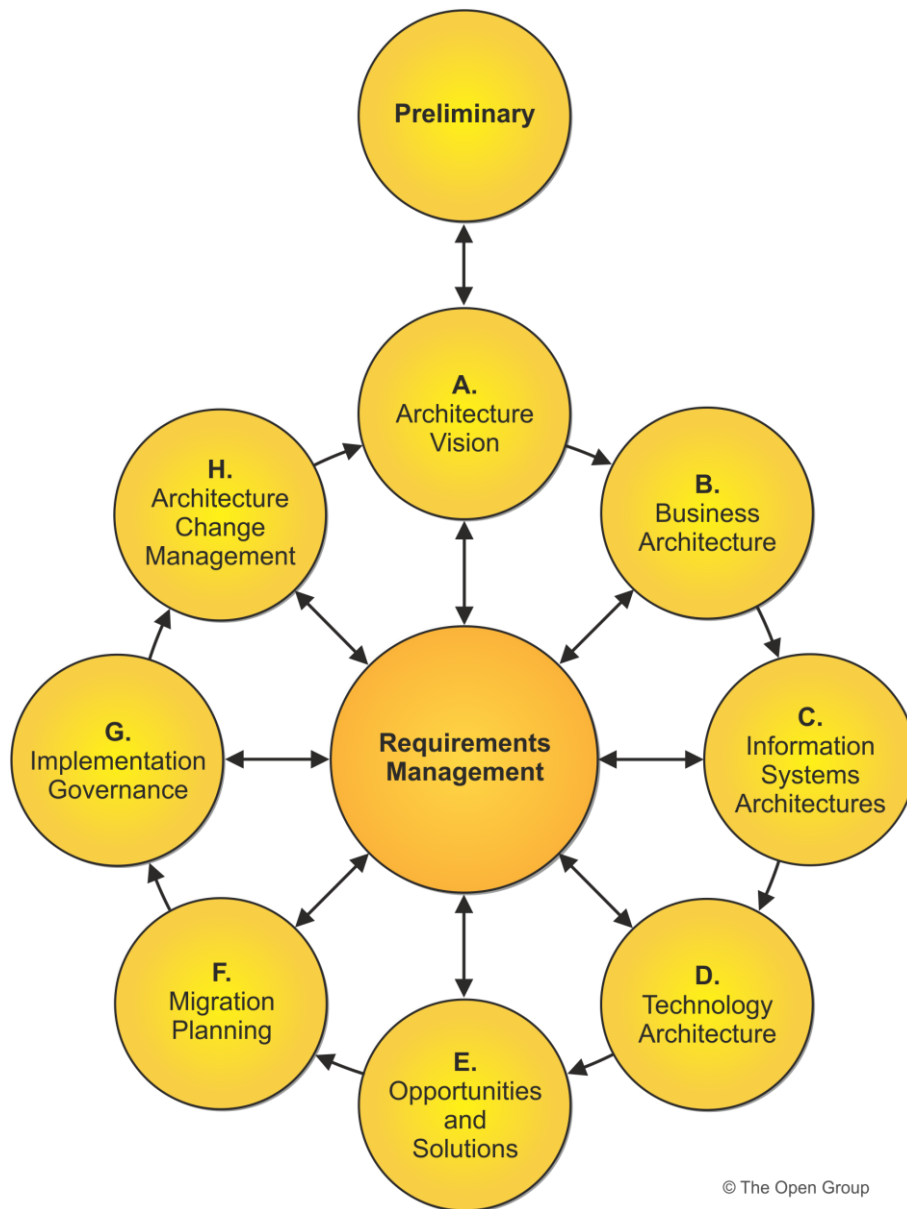 Preliminary
A.
Architecture
Vision
B.
Business
Architecture
C.
Information
Systems
Architectures
D.
Technology
Architecture
E.
Opportunities
and
Solutions
F.
Migration
Planning
G.
Implementation
Governance
H.
Architecture
Change
Management
Requirements
Management
© The Open Group